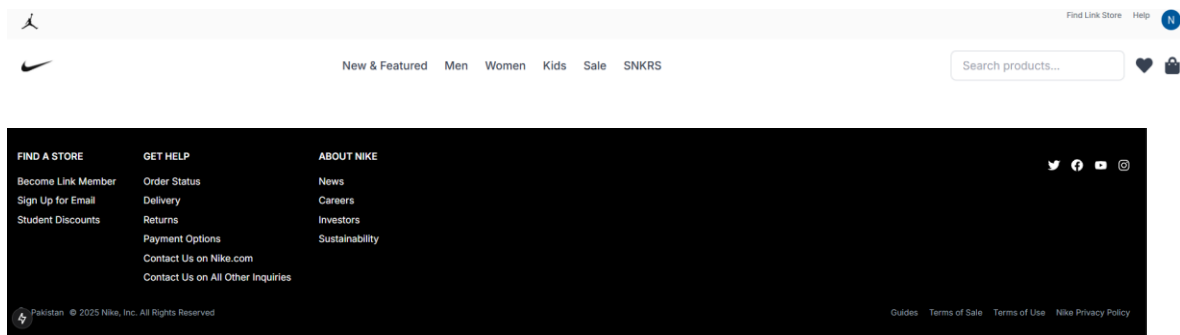 Find Link Store Help N
New & Featured Men Women Kids Sale SNKRS Search products...
FIND A STORE
Become Link Member
Sign Up for Email
Student Discounts
GET HELP
Order Status
Delivery
Returns
Payment Options
Contact Us on Nike.com
Contact Us on All Other Inquiries
ABOUT NIKE
News
Careers
Investors
Sustainability
Pakistan © 2025 Nike, Inc. All Rights Reserved
Guides Terms of Sale Terms of Use Nike Privacy Policy